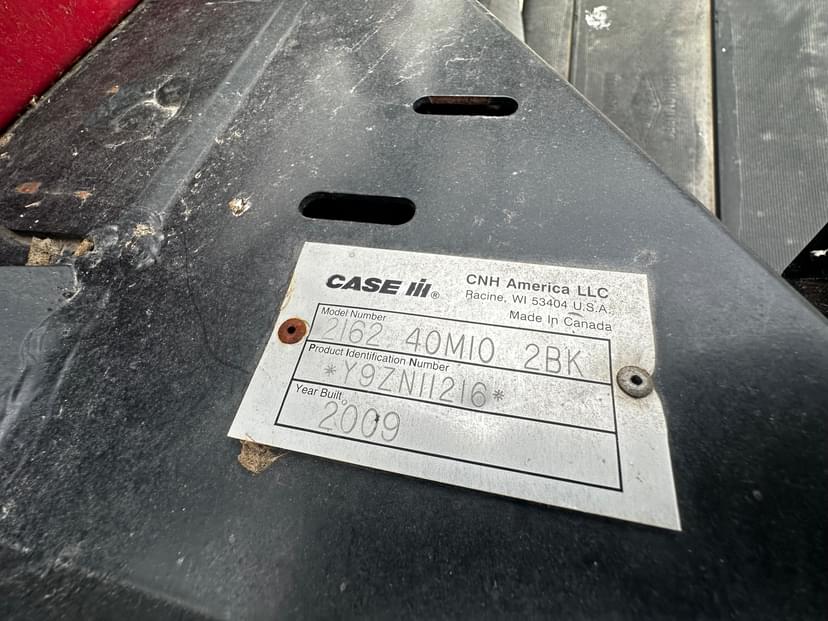 CASE IH®
CNH America LLC
Racine, WI 53404 U.S.A.
Made In Canada
Model Number
2162 40M10 2BK
Product Identification Number
*Y9ZN11216*
Year Built
2009